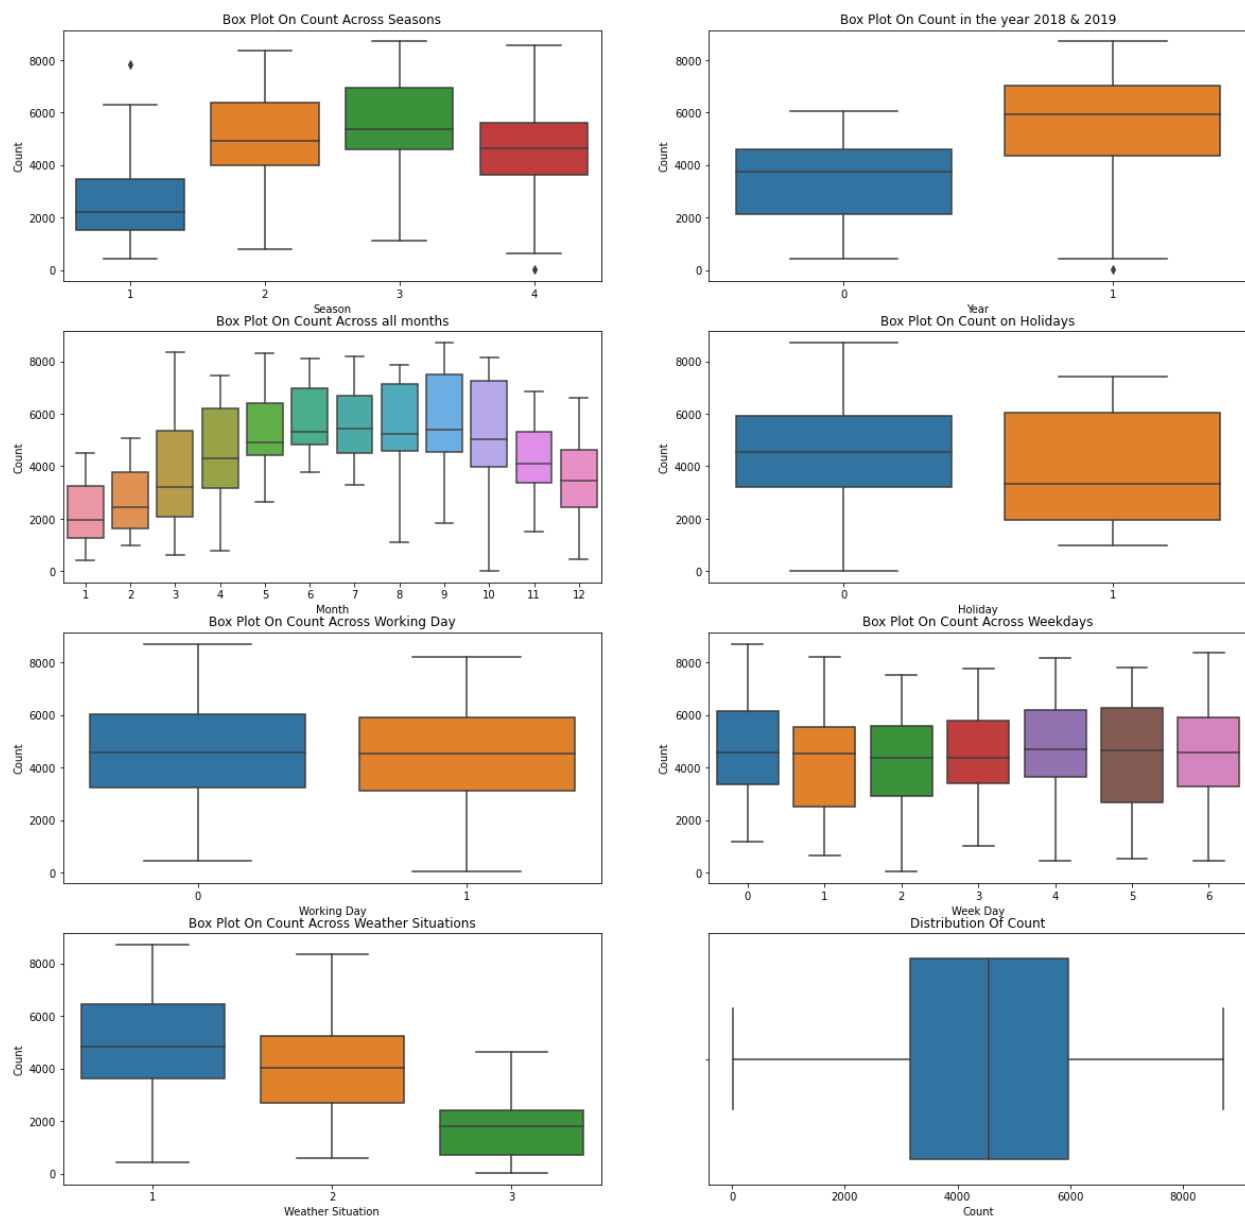 Box Plot On Count Across Seasons
8000
6000
4000
2000
0
Count
1 2 3 4
Season
Box Plot On Count in the year 2018 & 2019
8000
6000
4000
2000
0
Count
0 1
Year
Box Plot On Count Across all months
8000
6000
4000
2000
0
Count
1 2 3 4 5 6 7 8 9 10 11 12
Month
Box Plot On Count on Holidays
8000
6000
4000
2000
0
Count
0 1
Holiday
Box Plot On Count Across Working Day
8000
6000
4000
2000
0
Count
0 1
Working Day
Box Plot On Count Across Weekdays
8000
6000
4000
2000
0
Count
0 1 2 3 4 5 6
Week Day
Box Plot On Count Across Weather Situations
8000
6000
4000
2000
0
Count
1 2 3
Weather Situation
Distribution Of Count
0 2000 4000 6000 8000
Count